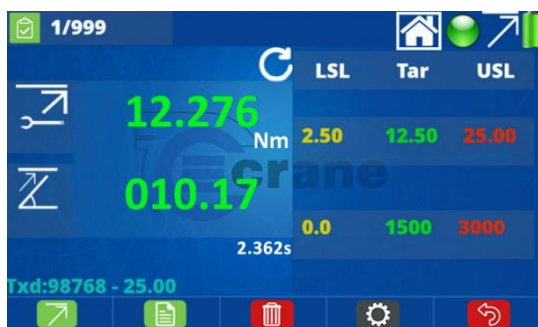 1/999
LSL Tar USL
12.276
Nm
2.50 12.50 25.00
crane
010.17
2.362s
0.0 1500 3000
Txd:98768 - 25.00